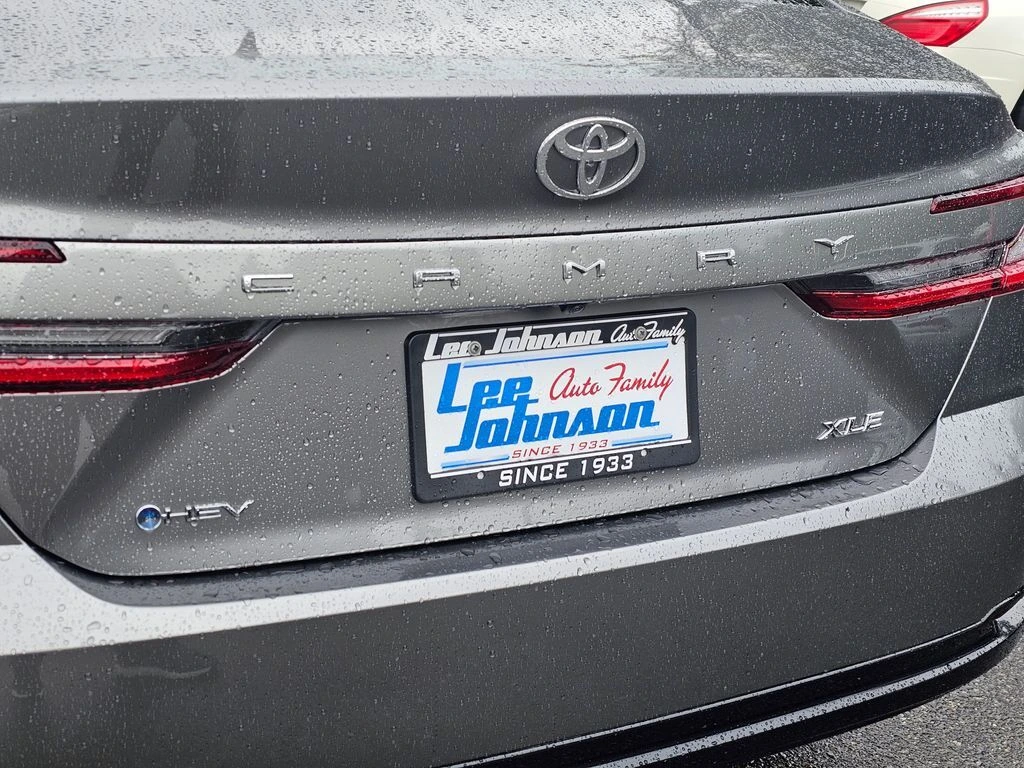 CAMRY
Lee Johnson Auto Family
Lee Auto Family
Johnson
SINCE 1933
SINCE 1933
XLE
HEV